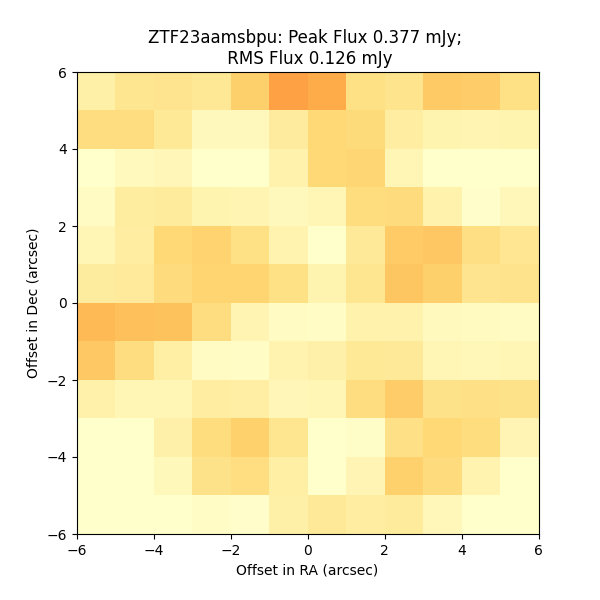 ZTF23aamsbpu: Peak Flux 0.377 mJy;
RMS Flux 0.126 mJy
6
4
2
0
−2
−4
−6
Offset in Dec (arcsec)
−6 −4 −2 0 2 4 6
Offset in RA (arcsec)